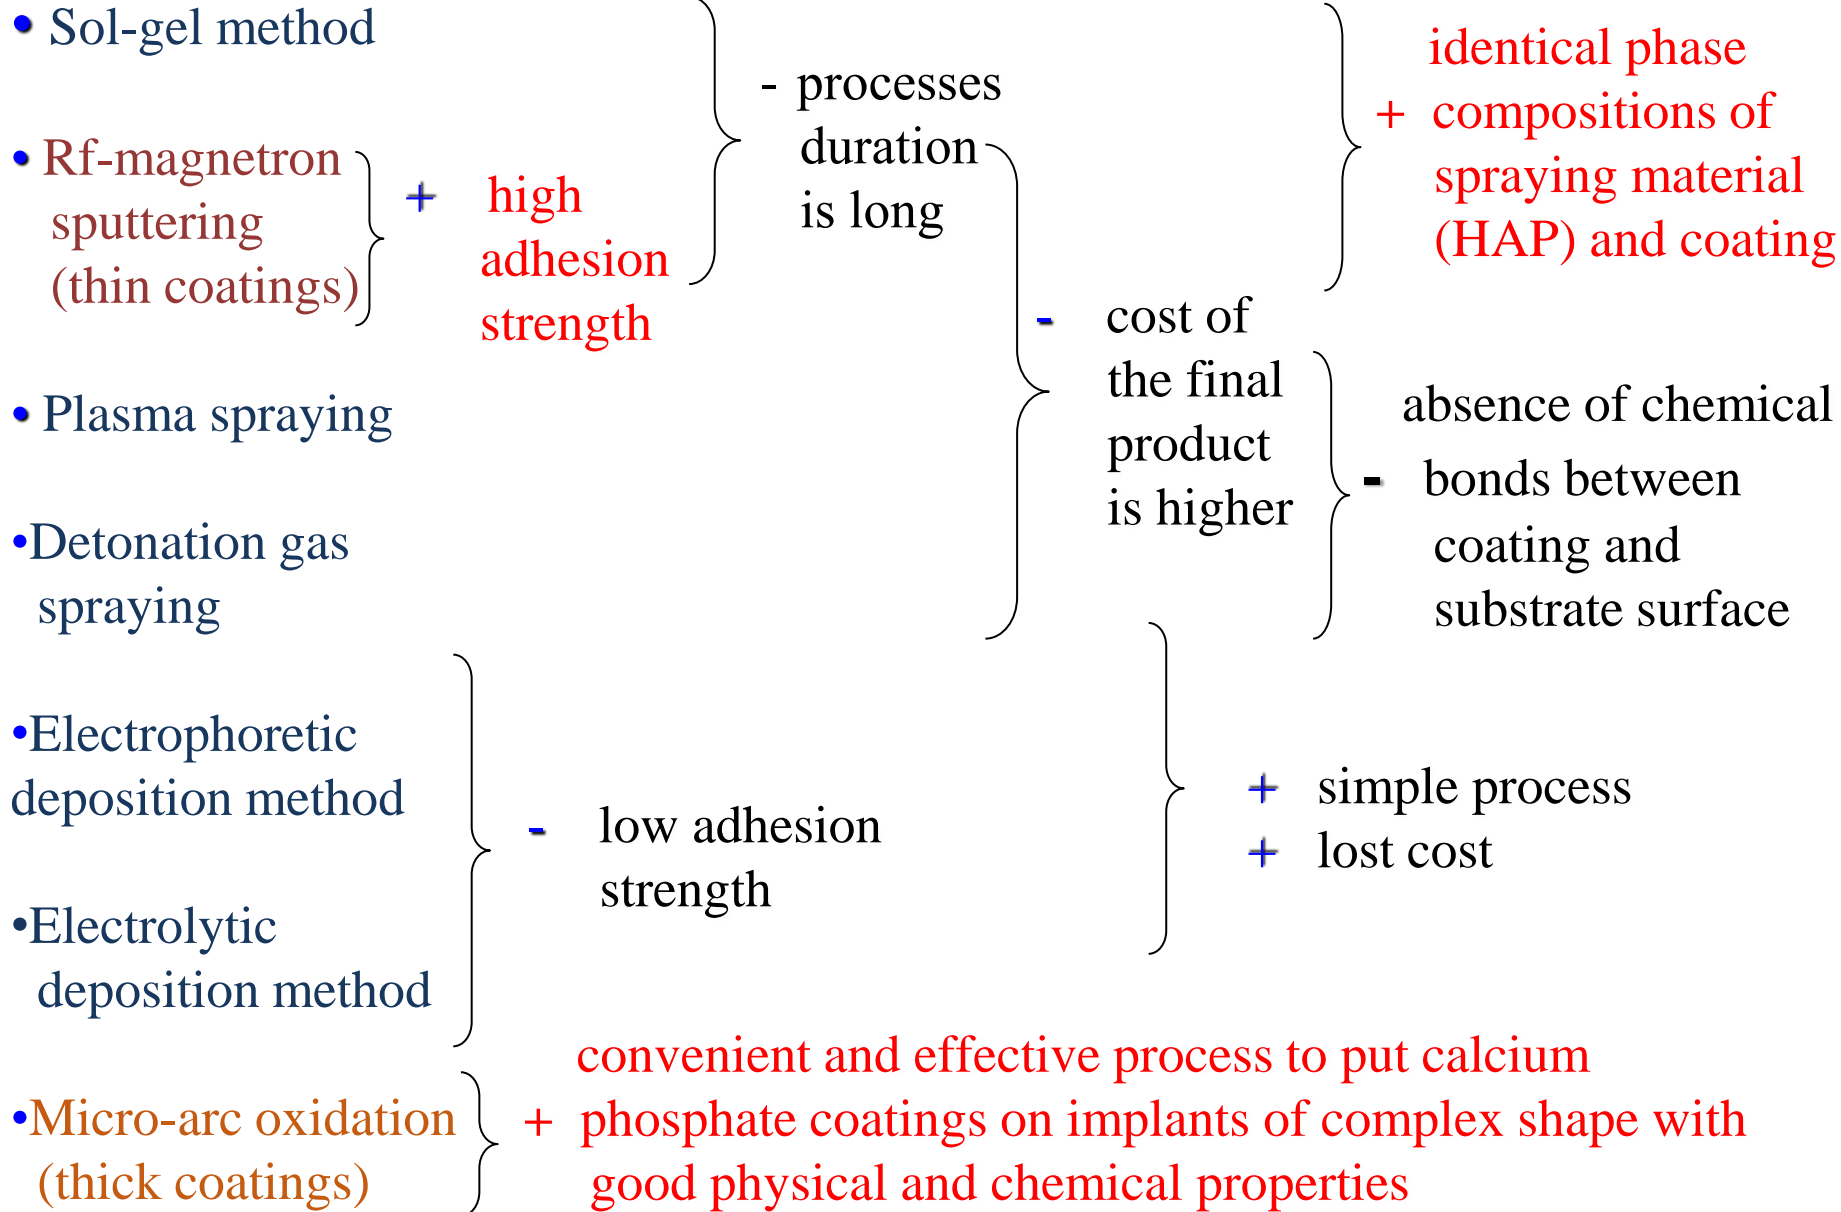 • Sol-gel method
• Rf-magnetron
sputtering
(thin coatings)
+ high
adhesion
strength
- processes
duration
is long
+ identical phase
compositions of
spraying material
(HAP) and coating
- cost of
the final
product
is higher
• Plasma spraying
•Detonation gas
spraying
absence of chemical
- bonds between
coating and
substrate surface
•Electrophoretic
deposition method
•Electrolytic
deposition method
- low adhesion
strength
+ simple process
+ lost cost
•Micro-arc oxidation
(thick coatings)
convenient and effective process to put calcium
+ phosphate coatings on implants of complex shape with
good physical and chemical properties